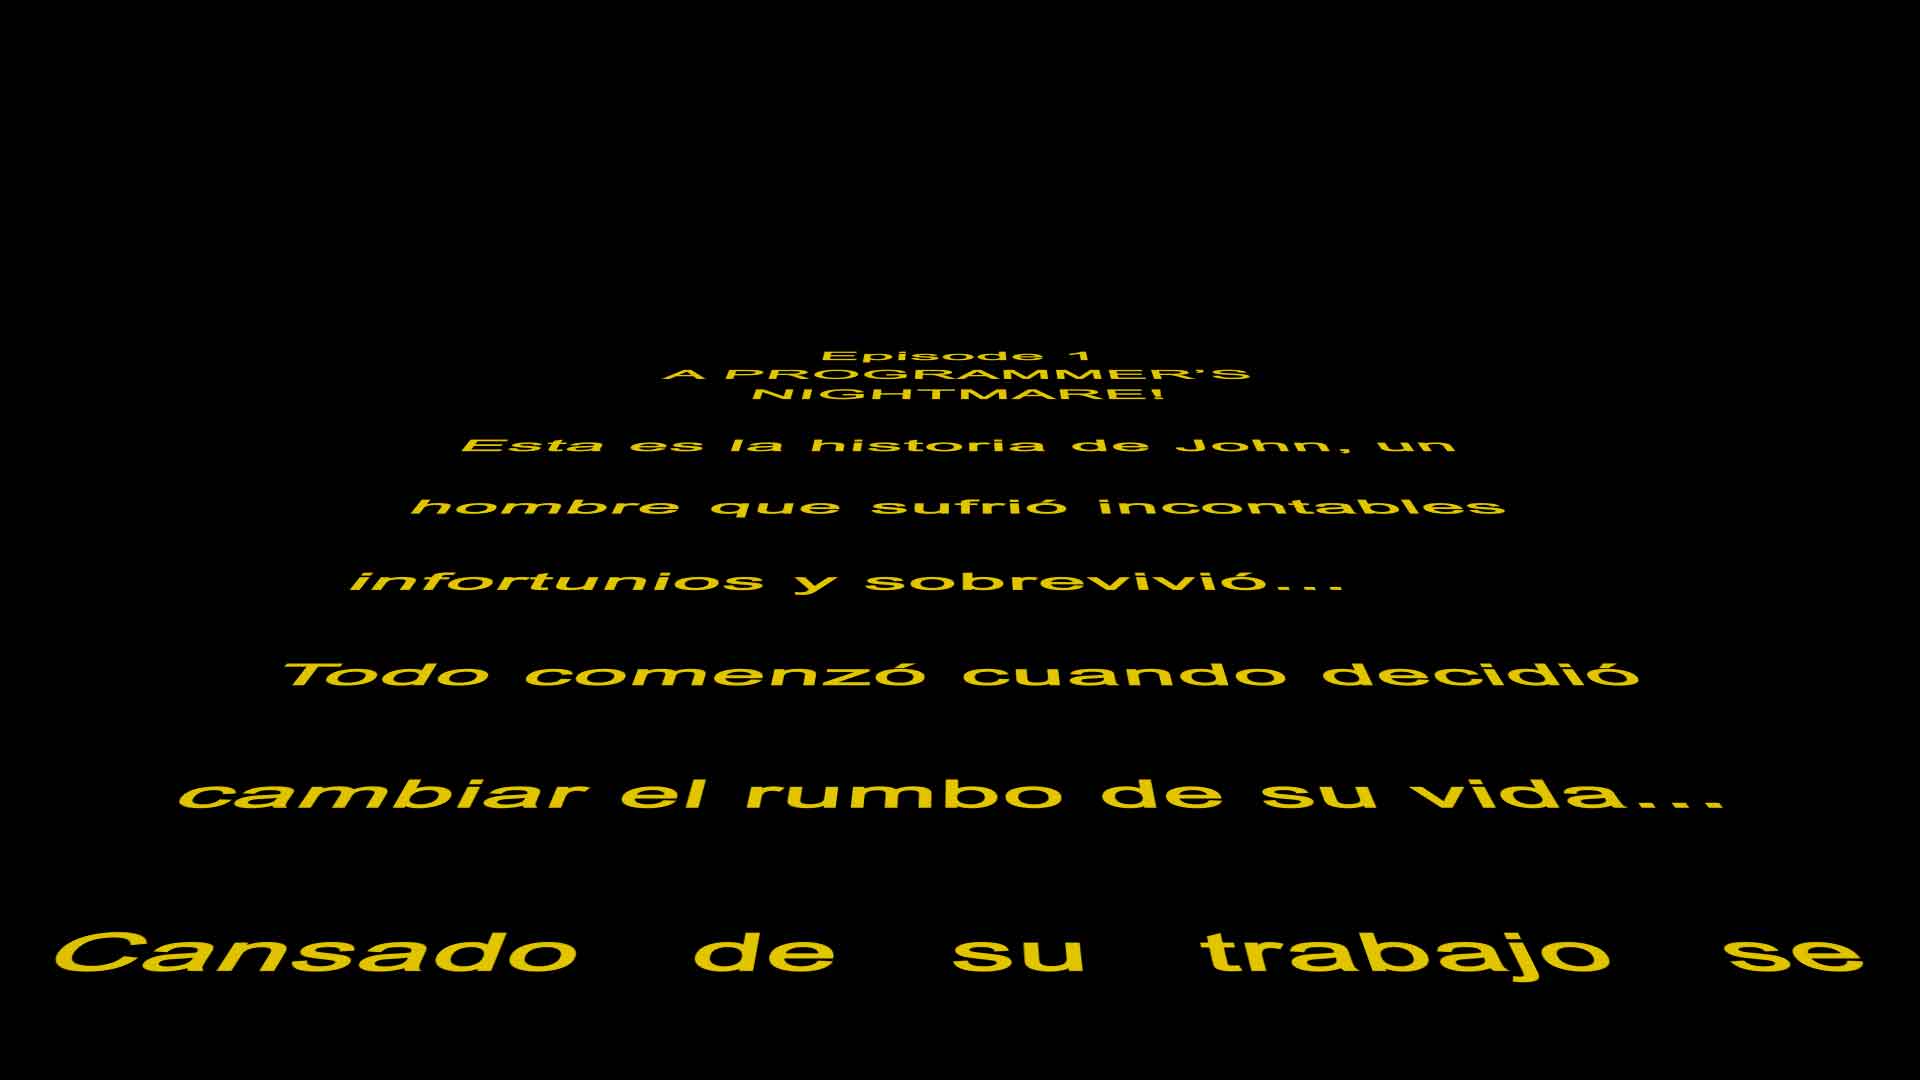 Episode 1
A PROGRAMMER’S
NIGHTMARE!
Esta es la historia de John, un
hombre que sufrió incontables
infortunios y sobrevivió...
Todo comenzó cuando decidió
cambiar el rumbo de su vida...
Cansado de su trabajo se